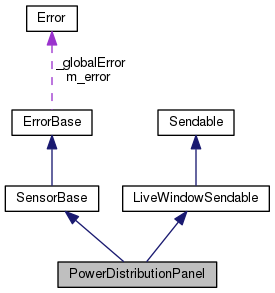 Error
_globalError
m_error
ErrorBase
Sendable
SensorBase
LiveWindowSendable
PowerDistributionPanel